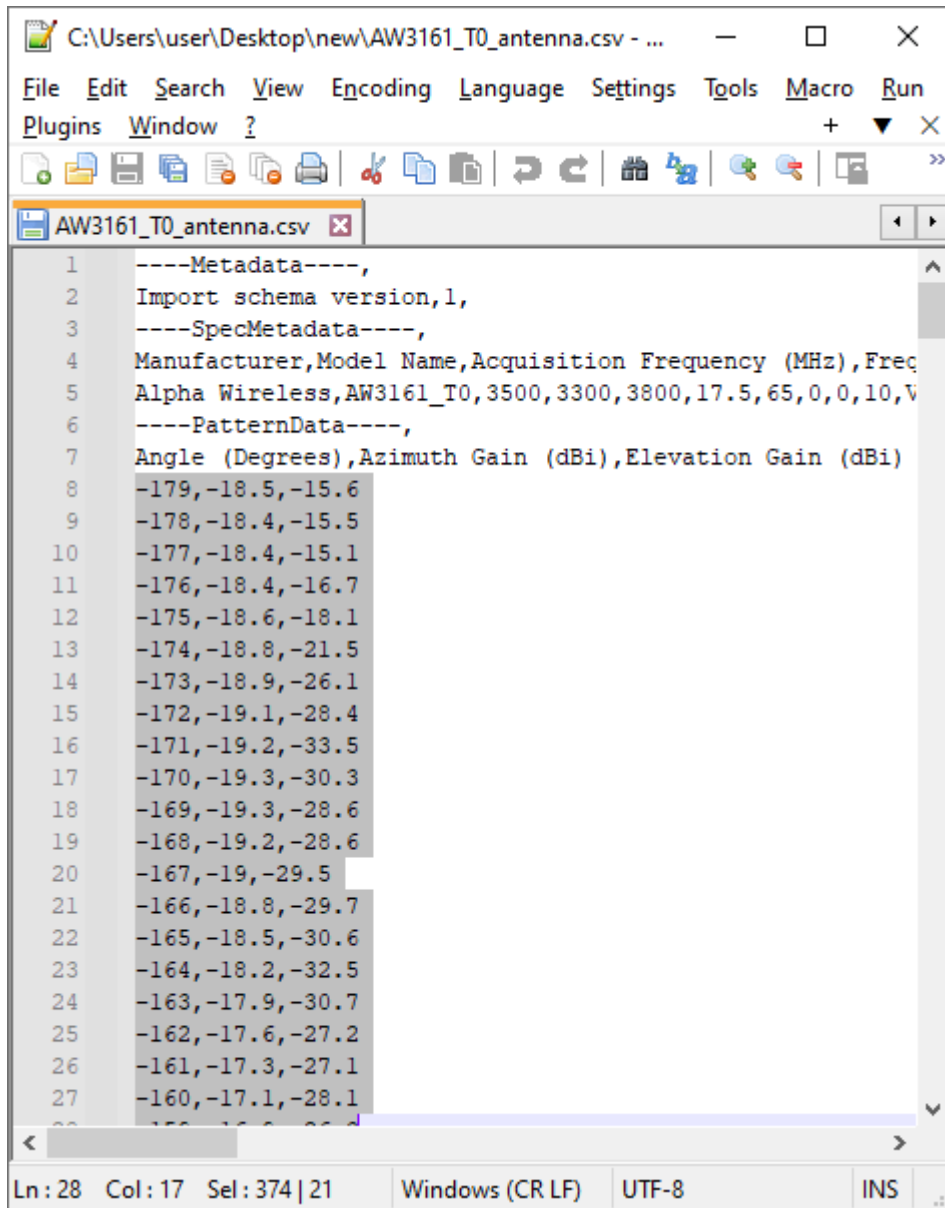 C:\Users\user\Desktop\new\AW3161_T0_antenna.csv - ...
File Edit Search View Encoding Language Settings Tools Macro Run
Plugins Window ? + ▼ ✕
AW3161_T0_antenna.csv
1 ----Metadata----,
2 Import schema version,1,
3 ----SpecMetadata----,
4 Manufacturer,Model Name,Acquisition Frequency (MHz),Freq
5 Alpha Wireless,AW3161_T0,3500,3300,3800,17.5,65,0,0,10,V
6 ----PatternData----,
7 Angle (Degrees),Azimuth Gain (dBi),Elevation Gain (dBi)
8 -179,-18.5,-15.6
9 -178,-18.4,-15.5
10 -177,-18.4,-15.1
11 -176,-18.4,-16.7
12 -175,-18.6,-18.1
13 -174,-18.8,-21.5
14 -173,-18.9,-26.1
15 -172,-19.1,-28.4
16 -171,-19.2,-33.5
17 -170,-19.3,-30.3
18 -169,-19.3,-28.6
19 -168,-19.2,-28.6
20 -167,-19,-29.5
21 -166,-18.8,-29.7
22 -165,-18.5,-30.6
23 -164,-18.2,-32.5
24 -163,-17.9,-30.7
25 -162,-17.6,-27.2
26 -161,-17.3,-27.1
27 -160,-17.1,-28.1
Ln : 28 Col : 17 Sel : 374 | 21 Windows (CR LF) UTF-8 INS